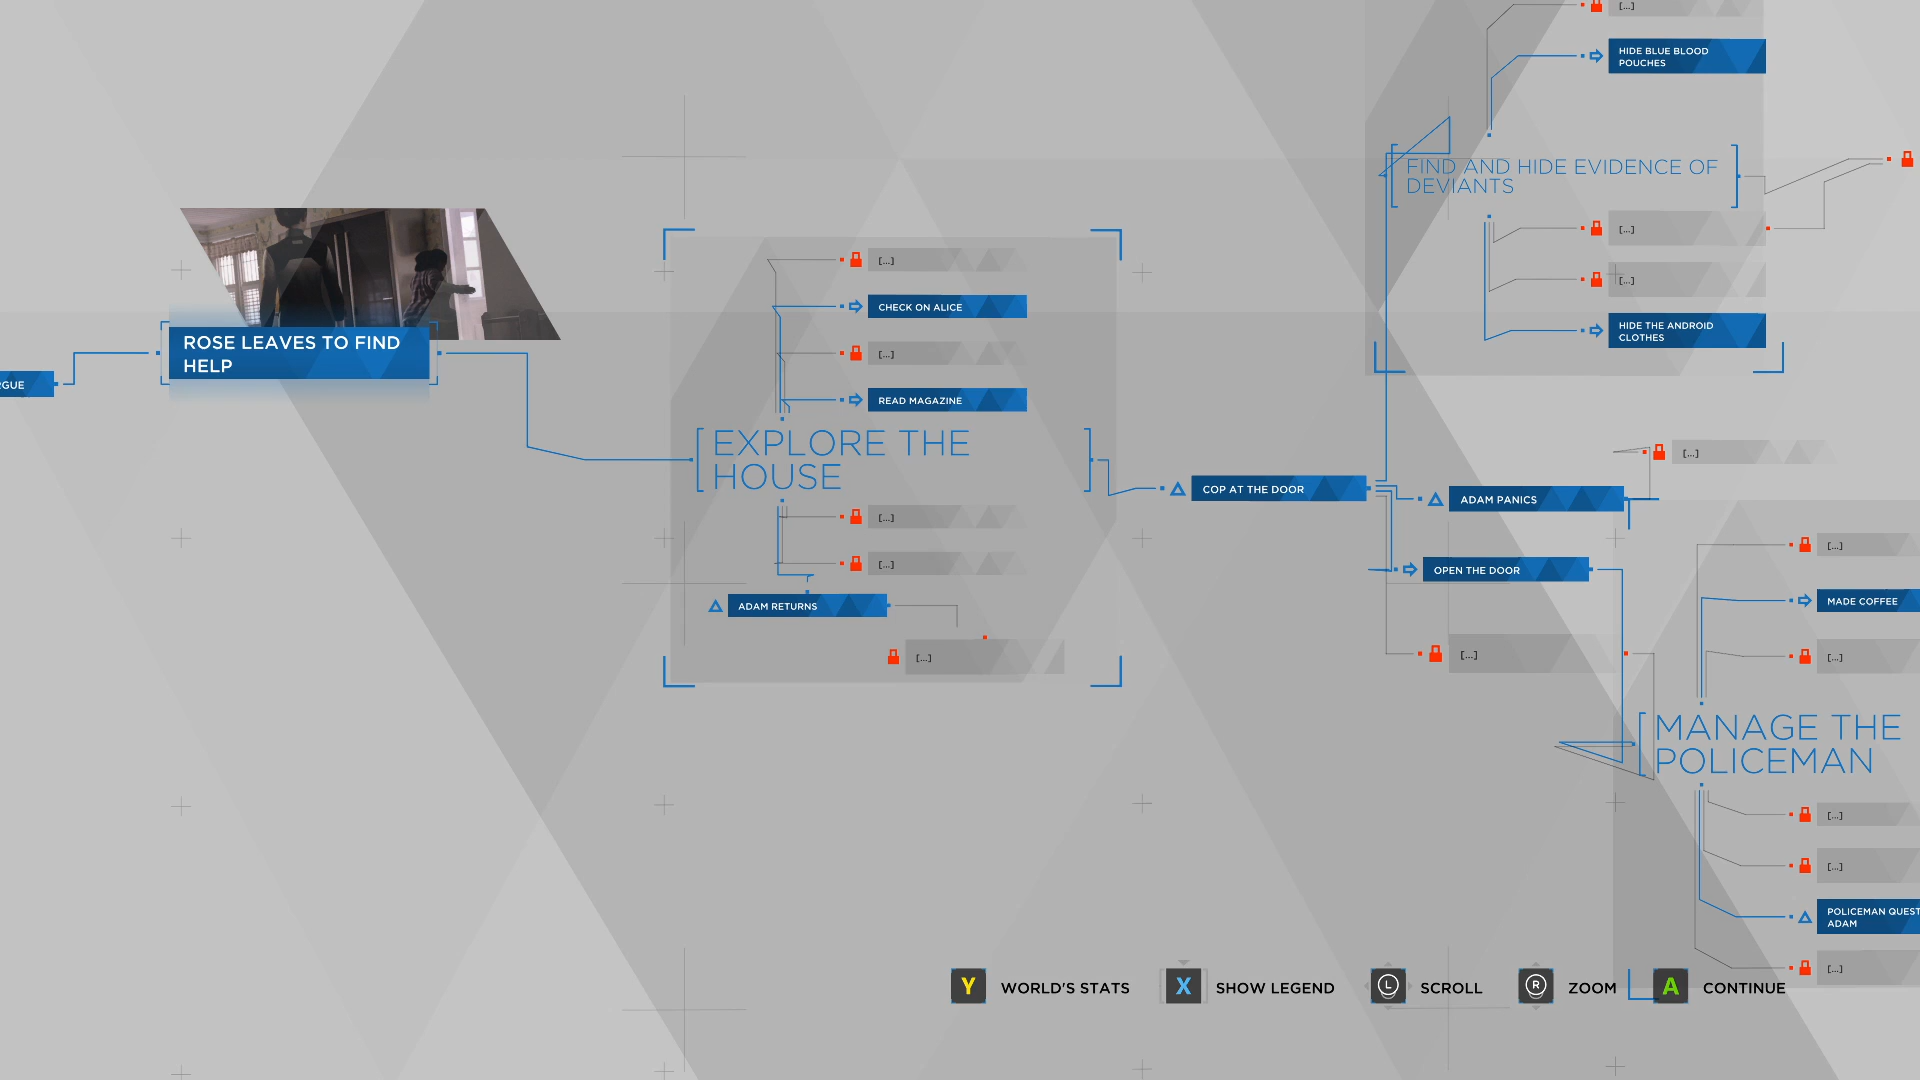 [...]
HIDE BLUE BLOOD
POUCHES
FIND AND HIDE EVIDENCE OF
DEVIANTS
[...]
[...]
HIDE THE ANDROID
CLOTHES
ROSE LEAVES TO FIND
HELP
[...]
CHECK ON ALICE
[...]
READ MAGAZINE
EXPLORE THE
HOUSE
[...]
[...]
ADAM RETURNS
[...]
COP AT THE DOOR
[...]
ADAM PANICS
OPEN THE DOOR
[...]
[...]
MADE COFFEE
[...]
MANAGE THE
POLICEMAN
[...]
[...]
POLICEMAN
ADAM
[...]
Y WORLD'S STATS X SHOW LEGEND L SCROLL R ZOOM A CONTINUE